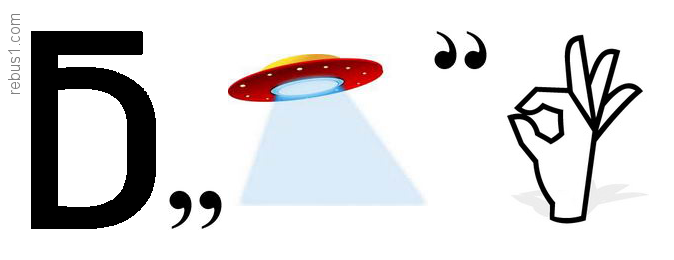 rebus1.com
Б,, ,,